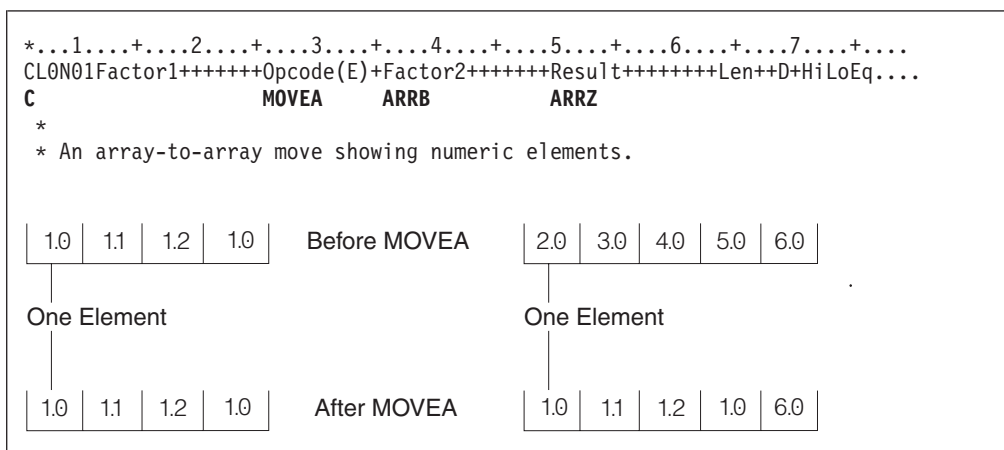 *...1....+....2....+....3....+....4....+....5....+....6....+....7....+....
CL0N01Factor1+++++++Opcode(E)+Factor2+++++++Result++++++++Len++D+HiLoEq....
C                   MOVEA     ARRB          ARRZ
 *
 * An array-to-array move showing numeric elements.
1.0 1.1 1.2 1.0 Before MOVEA 2.0 3.0 4.0 5.0 6.0
One Element One Element
1.0 1.1 1.2 1.0 After MOVEA 1.0 1.1 1.2 1.0 6.0